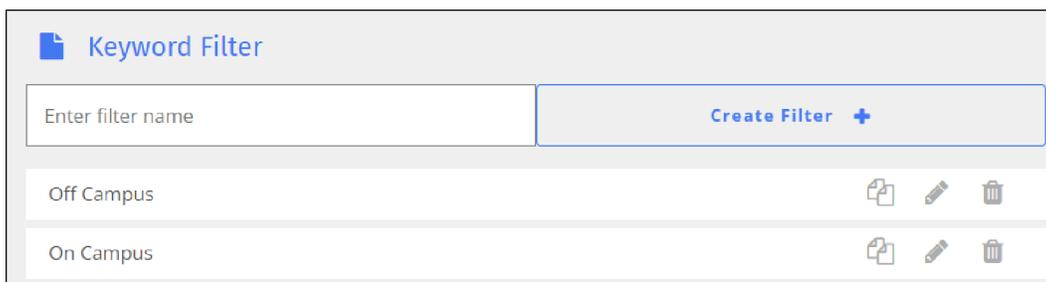 Keyword Filter
Enter filter name
Create Filter
Off Campus
On Campus